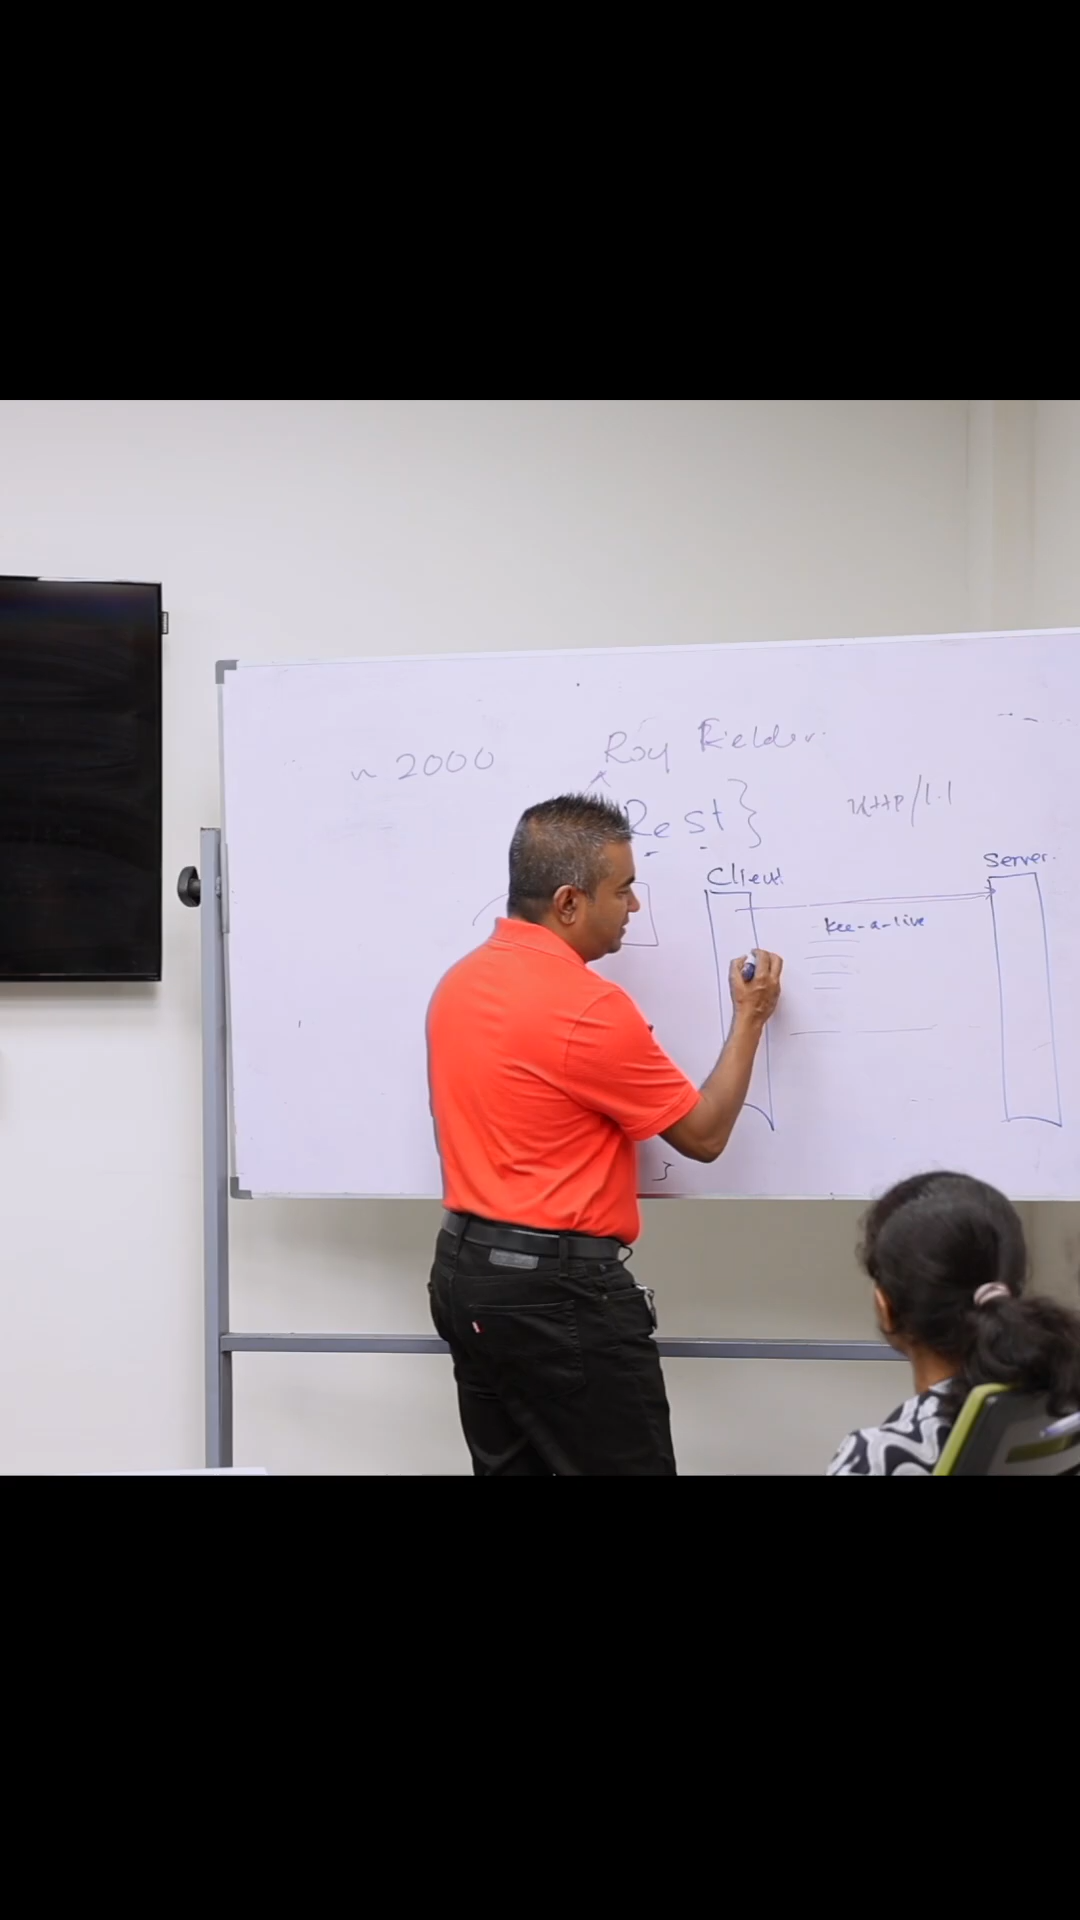 ~ 2000
Roy Fielder.
Rest}
HTTP/1.1
Client
Server.
kee-a-live